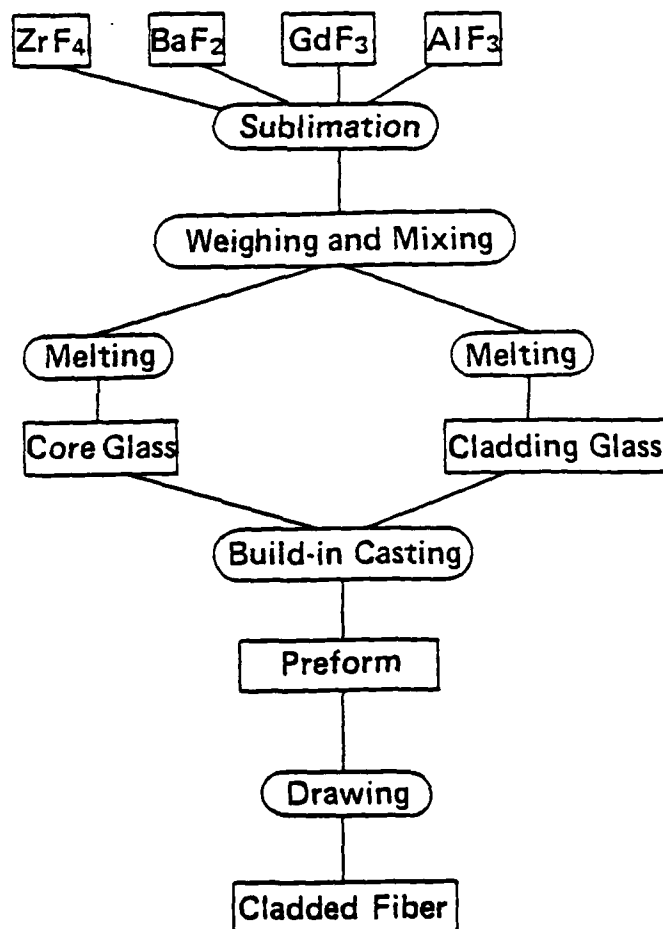 ZrF₄ BaF₂ GdF₃ AlF₃
Sublimation
Weighing and Mixing
Melting Melting
Core Glass Cladding Glass
Build-in Casting
Preform
Drawing
Cladded Fiber